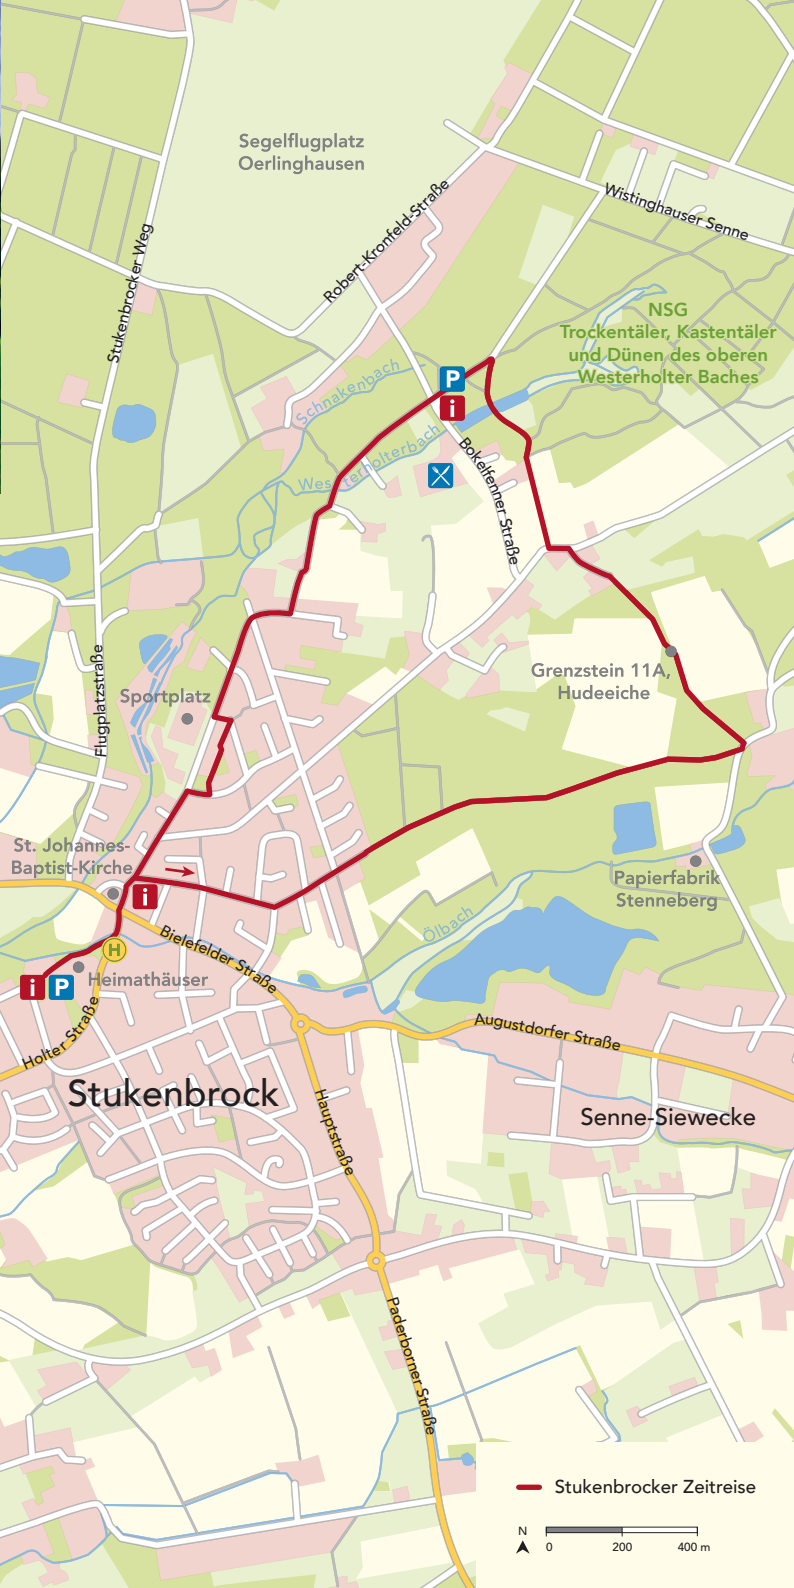 Segelflugplatz
Oerlinghausen
Robert-Kronfeld-Straße
Wistinghauser Senne
Stukenbrocker Weg
NSG
Trockentäler, Kastentäler
und Dünen des oberen
Westerholter Baches
P
i
Schnakenbach
Westerholterbach
Bokelfenner Straße
Grenzstein 11A,
Hudeeiche
Flugplatzstraße
Sportplatz
St. Johannes-
Baptist-Kirche
i
Papierfabrik
Stenneberg
Ölbach
Bielefelder Straße
H
Heimathäuser
i P
Holter Straße
Augustdorfer Straße
Stukenbrock
Hauptstraße
Senne-Siewecke
Paderborner Straße
Stukenbrocker Zeitreise
N
0 200 400 m